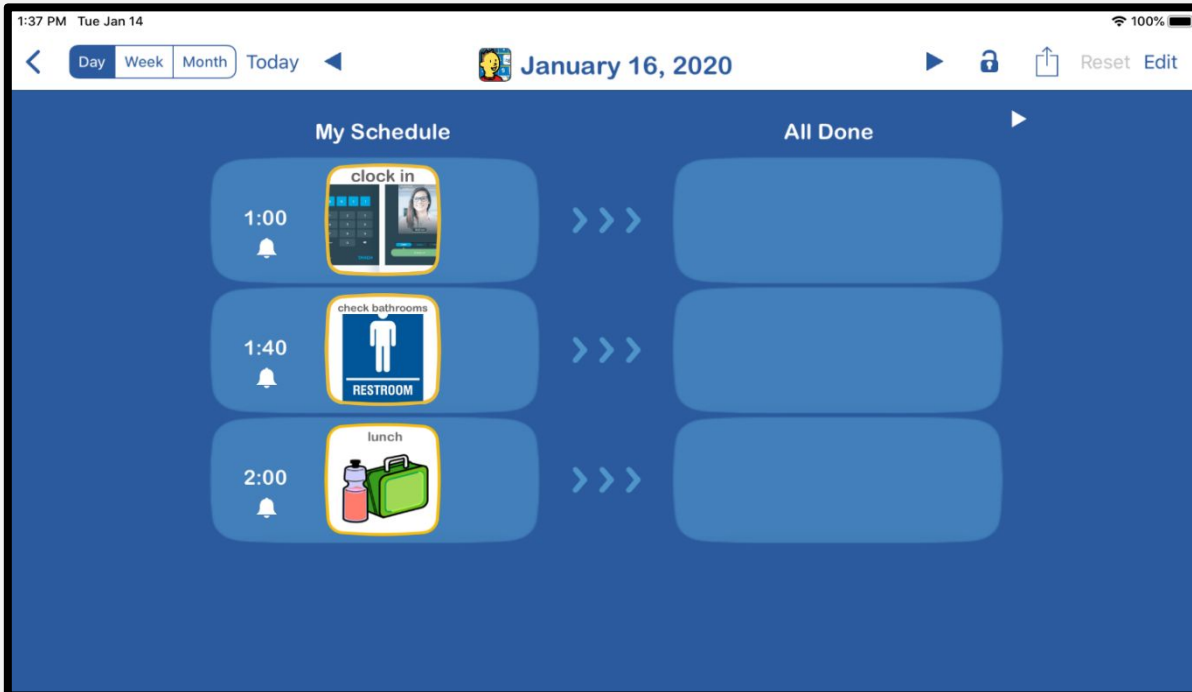 1:37 PM Tue Jan 14 100%
Day Week Month Today January 16, 2020 Reset Edit
My Schedule All Done
clock in
1:00
check bathrooms
1:40
RESTROOM
lunch
2:00